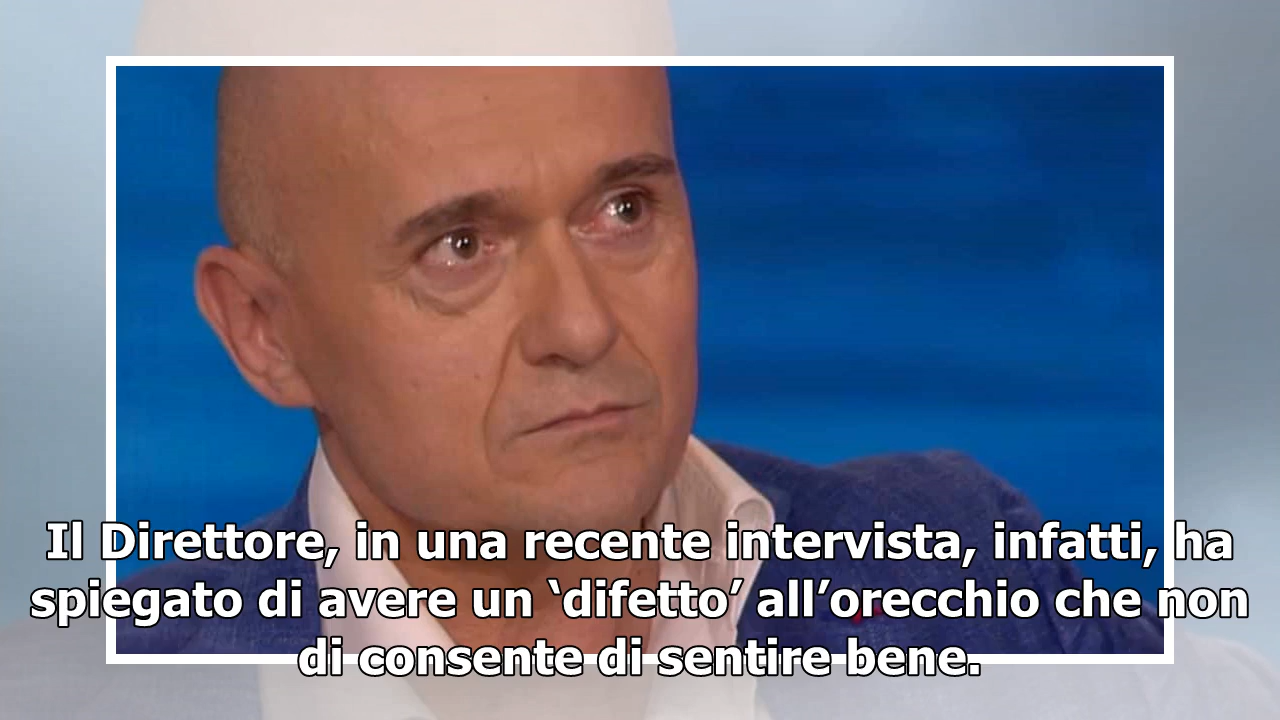 Il Direttore, in una recente intervista, infatti, ha
spiegato di avere un ‘difetto’ all’orecchio che non
di consente di sentire bene.